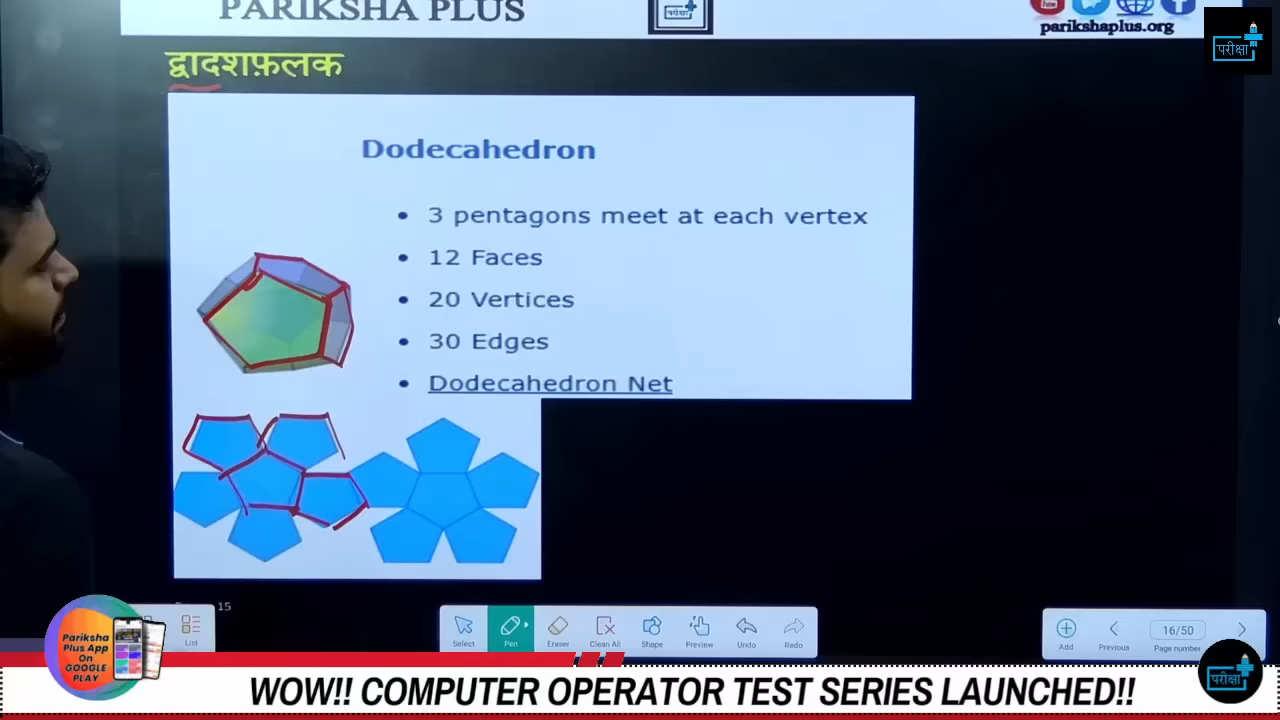 PARIKSHA PLUS
परीक्षा
parikshaplus.org
परीक्षा
द्वादशफ़लक
Dodecahedron
• 3 pentagons meet at each vertex
• 12 Faces
• 20 Vertices
• 30 Edges
• Dodecahedron Net
15
List
Select
Pen
Eraser
Clean All
Shape
Preview
Undo
Redo
Add
Previous
16/50
Page number
Pariksha
Plus App
On
GOOGLE
PLAY
WOW!! COMPUTER OPERATOR TEST SERIES LAUNCHED!!
परीक्षा